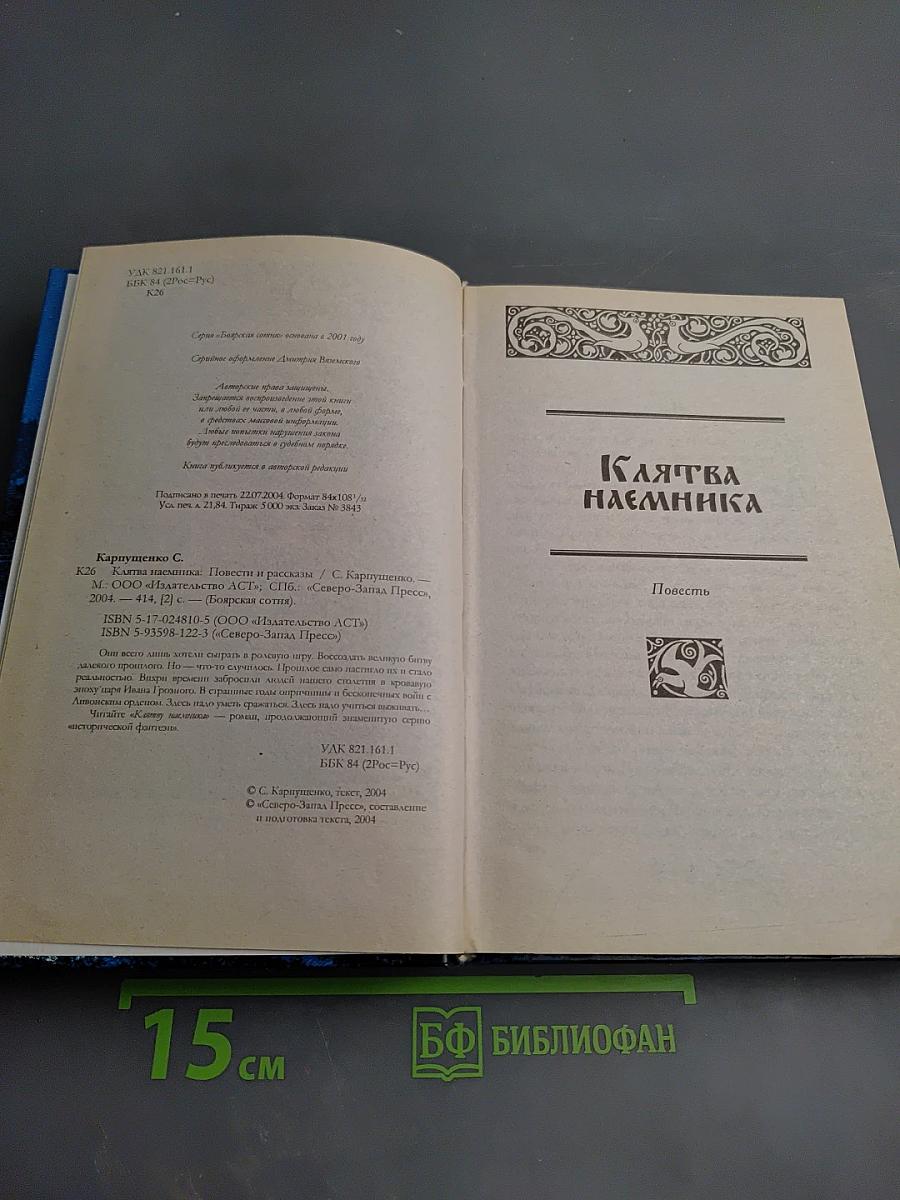 УДК 821.161.1
ББК 84 (2Рос=Рус)
К26
Серия «Боярская сотня» основана в 2001 году
Серийное оформление Дмитрия Вяземского
Авторские права защищены.
Запрещается воспроизведение этой книги
или любой ее части, в любой форме,
в средствах массовой информации.
Любые попытки нарушения закона
будут преследоваться в судебном порядке.
Книга публикуется в авторской редакции
Подписано в печать 22.07.2004. Формат 84х108 1/32
Усл. печ. л. 21,84. Тираж 5 000 экз. Заказ № 3843
Карпущенко С.
К26 Клятва наемника: Повести и рассказы / С. Карпущенко. —
М.: ООО «Издательство АСТ»; СПб.: «Северо-Запад Пресс»,
2004. — 414, [2] с. — (Боярская сотня).
ISBN 5-17-024810-5 (ООО «Издательство АСТ»)
ISBN 5-93598-122-3 («Северо-Запад Пресс»)
Они всего лишь хотели сыграть в ролевую игру. Воссоздать великую битву
далекого прошлого. Но — что-то случилось. Прошлое само настигло их и стало
реальностью. Вихри времени забросили людей нашего столетия в кровавую
эпоху царя Ивана Грозного. В страшные годы опричнины и бесконечных войн с
Ливонским орденом. Здесь надо уметь сражаться. Здесь надо учиться выживать...
Читайте «Клятву наемника» — роман, продолжающий знаменитую серию
«исторической фэнтези».
УДК 821.161.1
ББК 84 (2Рос=Рус)
© С. Карпущенко, текст, 2004
© «Северо-Запад Пресс», составление
и подготовка текста, 2004
Клятва
наемника
Повесть
15 см
БФ БИБЛИОФАН